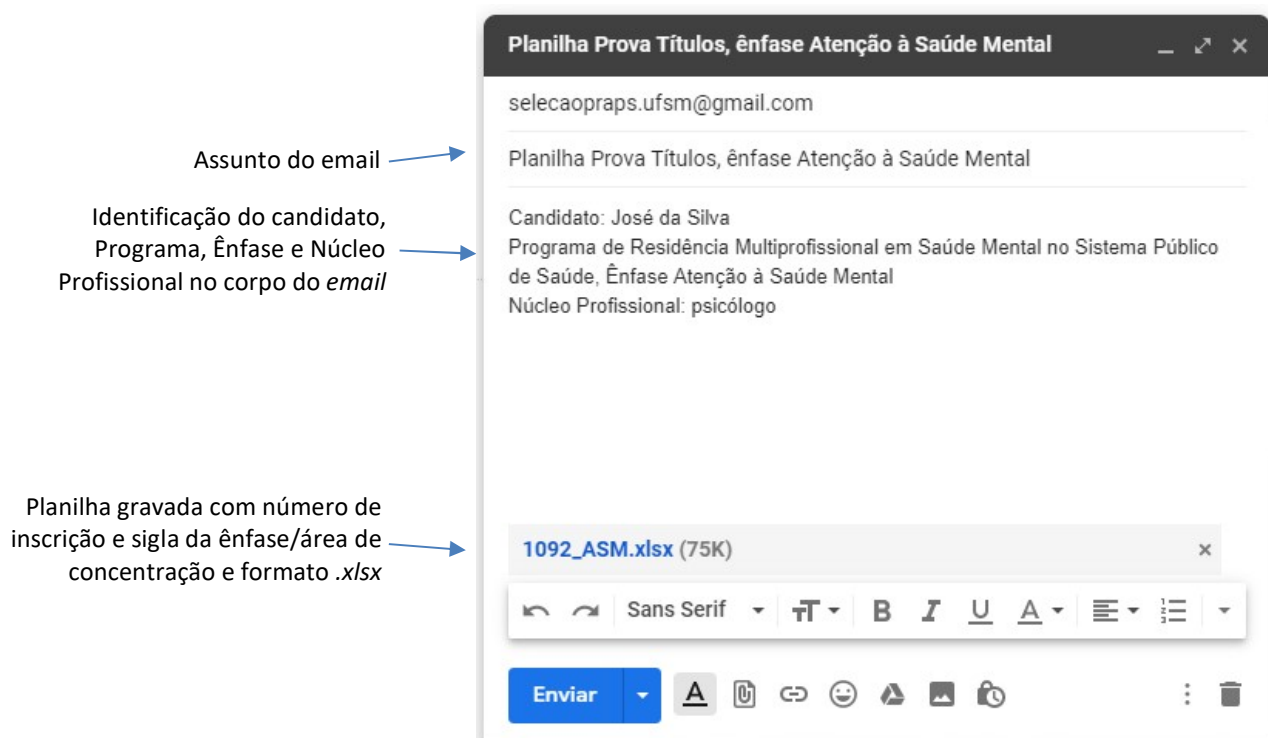 Planilha Prova Títulos, ênfase Atenção à Saúde Mental
selecaopraps.ufsm@gmail.com
Assunto do email
Planilha Prova Títulos, ênfase Atenção à Saúde Mental
Identificação do candidato,
Programa, Ênfase e Núcleo
Profissional no corpo do email
Candidato: José da Silva
Programa de Residência Multiprofissional em Saúde Mental no Sistema Público
de Saúde, Ênfase Atenção à Saúde Mental
Núcleo Profissional: psicólogo
Planilha gravada com número de
inscrição e sigla da ênfase/área de
concentração e formato .xlsx
1092_ASM.xlsx (75K)
Sans Serif
Enviar